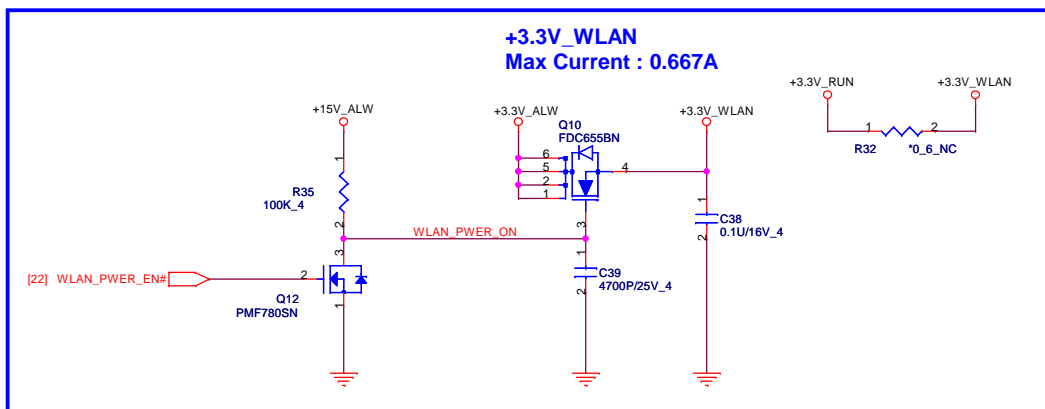 +3.3V_WLAN
Max Current : 0.667A
+3.3V_RUN
+3.3V_WLAN
1
2
R32
*0_6_NC
+15V_ALW
1
R35
100K_4
2
WLAN_PWER_ON
3
[22] WLAN_PWER_EN#
2
Q12
PMF780SN
1
+3.3V_ALW
Q10
FDC655BN
6
5
2
1
4
3
+3.3V_WLAN
1
C38
0.1U/16V_4
2
1
C39
4700P/25V_4
2